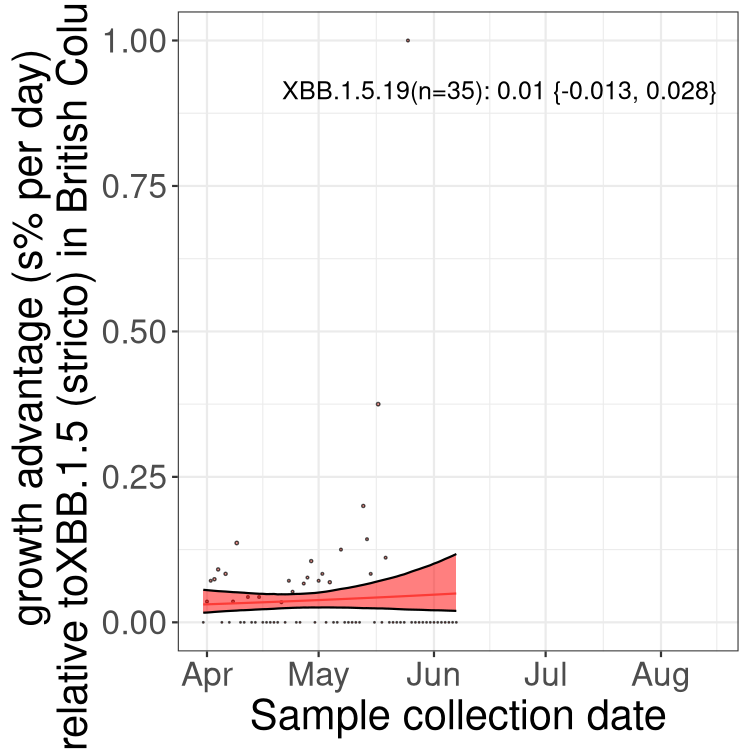 growth advantage (s% per day)
relative toXBB.1.5 (stricto) in British Colu
1.00
0.75
0.50
0.25
0.00
XBB.1.5.19(n=35): 0.01 {-0.013, 0.028}
Apr May Jun Jul Aug
Sample collection date